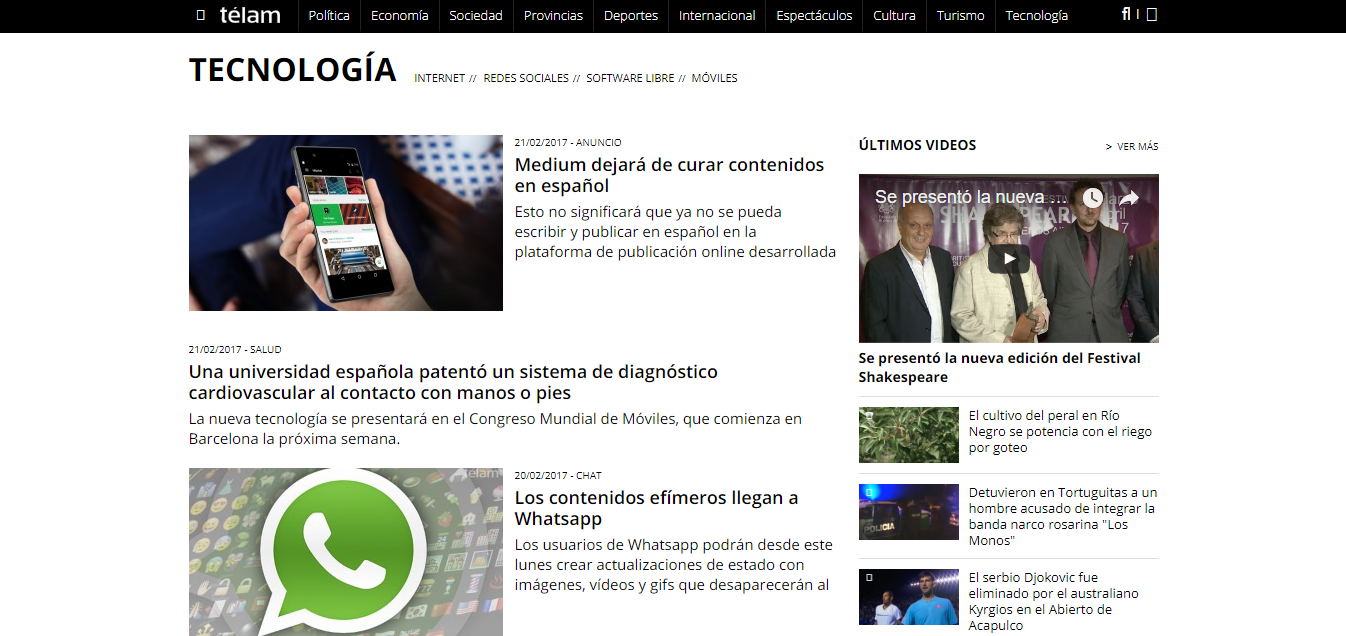 télam
Política
Economía
Sociedad
Provincias
Deportes
Internacional
Espectáculos
Cultura
Turismo
Tecnología
TECNOLOGÍA
INTERNET // REDES SOCIALES // SOFTWARE LIBRE // MÓVILES
21/02/2017 - ANUNCIO
Medium dejará de curar contenidos
en español
Esto no significará que ya no se pueda
escribir y publicar en español en la
plataforma de publicación online desarrollada
21/02/2017 - SALUD
Una universidad española patentó un sistema de diagnóstico
cardiovascular al contacto con manos o pies
La nueva tecnología se presentará en el Congreso Mundial de Móviles, que comienza en
Barcelona la próxima semana.
télam
20/02/2017 - CHAT
Los contenidos efímeros llegan a
Whatsapp
Los usuarios de Whatsapp podrán desde este
lunes crear actualizaciones de estado con
imágenes, vídeos y gifs que desaparecerán al
ÚLTIMOS VIDEOS
> VER MÁS
Se presentó la nueva ...
Se presentó la nueva edición del Festival
Shakespeare
El cultivo del peral en Río
Negro se potencia con el riego
por goteo
POLICIA
Detuvieron en Tortuguitas a un
hombre acusado de integrar la
banda narco rosarina "Los
Monos"
El serbio Djokovic fue
eliminado por el australiano
Kyrgios en el Abierto de
Acapulco